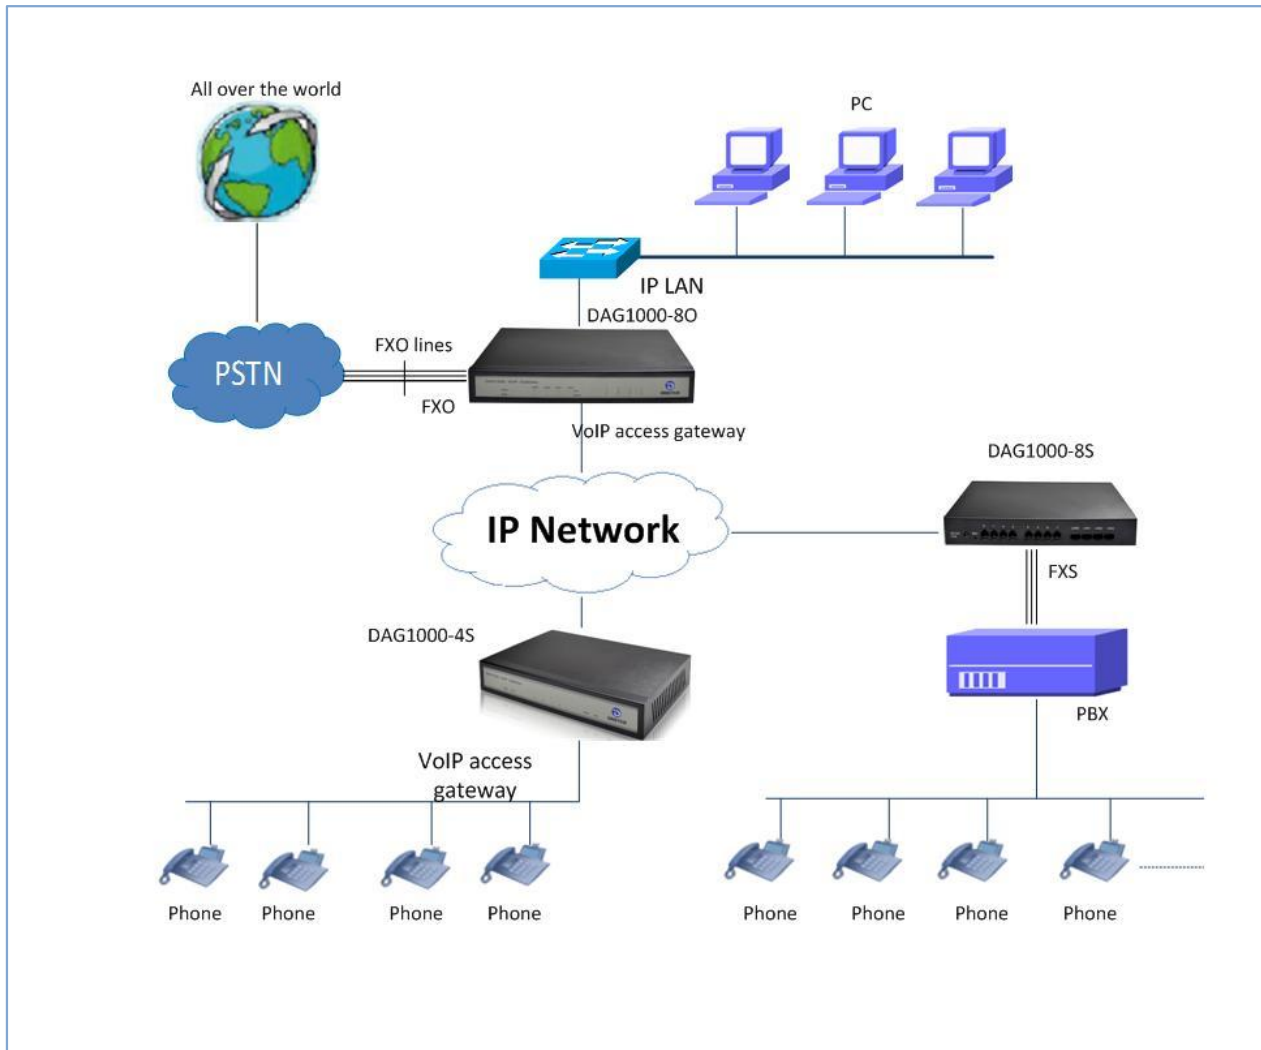 All over the world
PC
IP LAN
DAG1000-8O
FXO lines
PSTN
FXO
VoIP access gateway
DAG1000-8S
IP Network
FXS
DAG1000-4S
PBX
VoIP access
gateway
Phone Phone Phone Phone Phone Phone Phone Phone